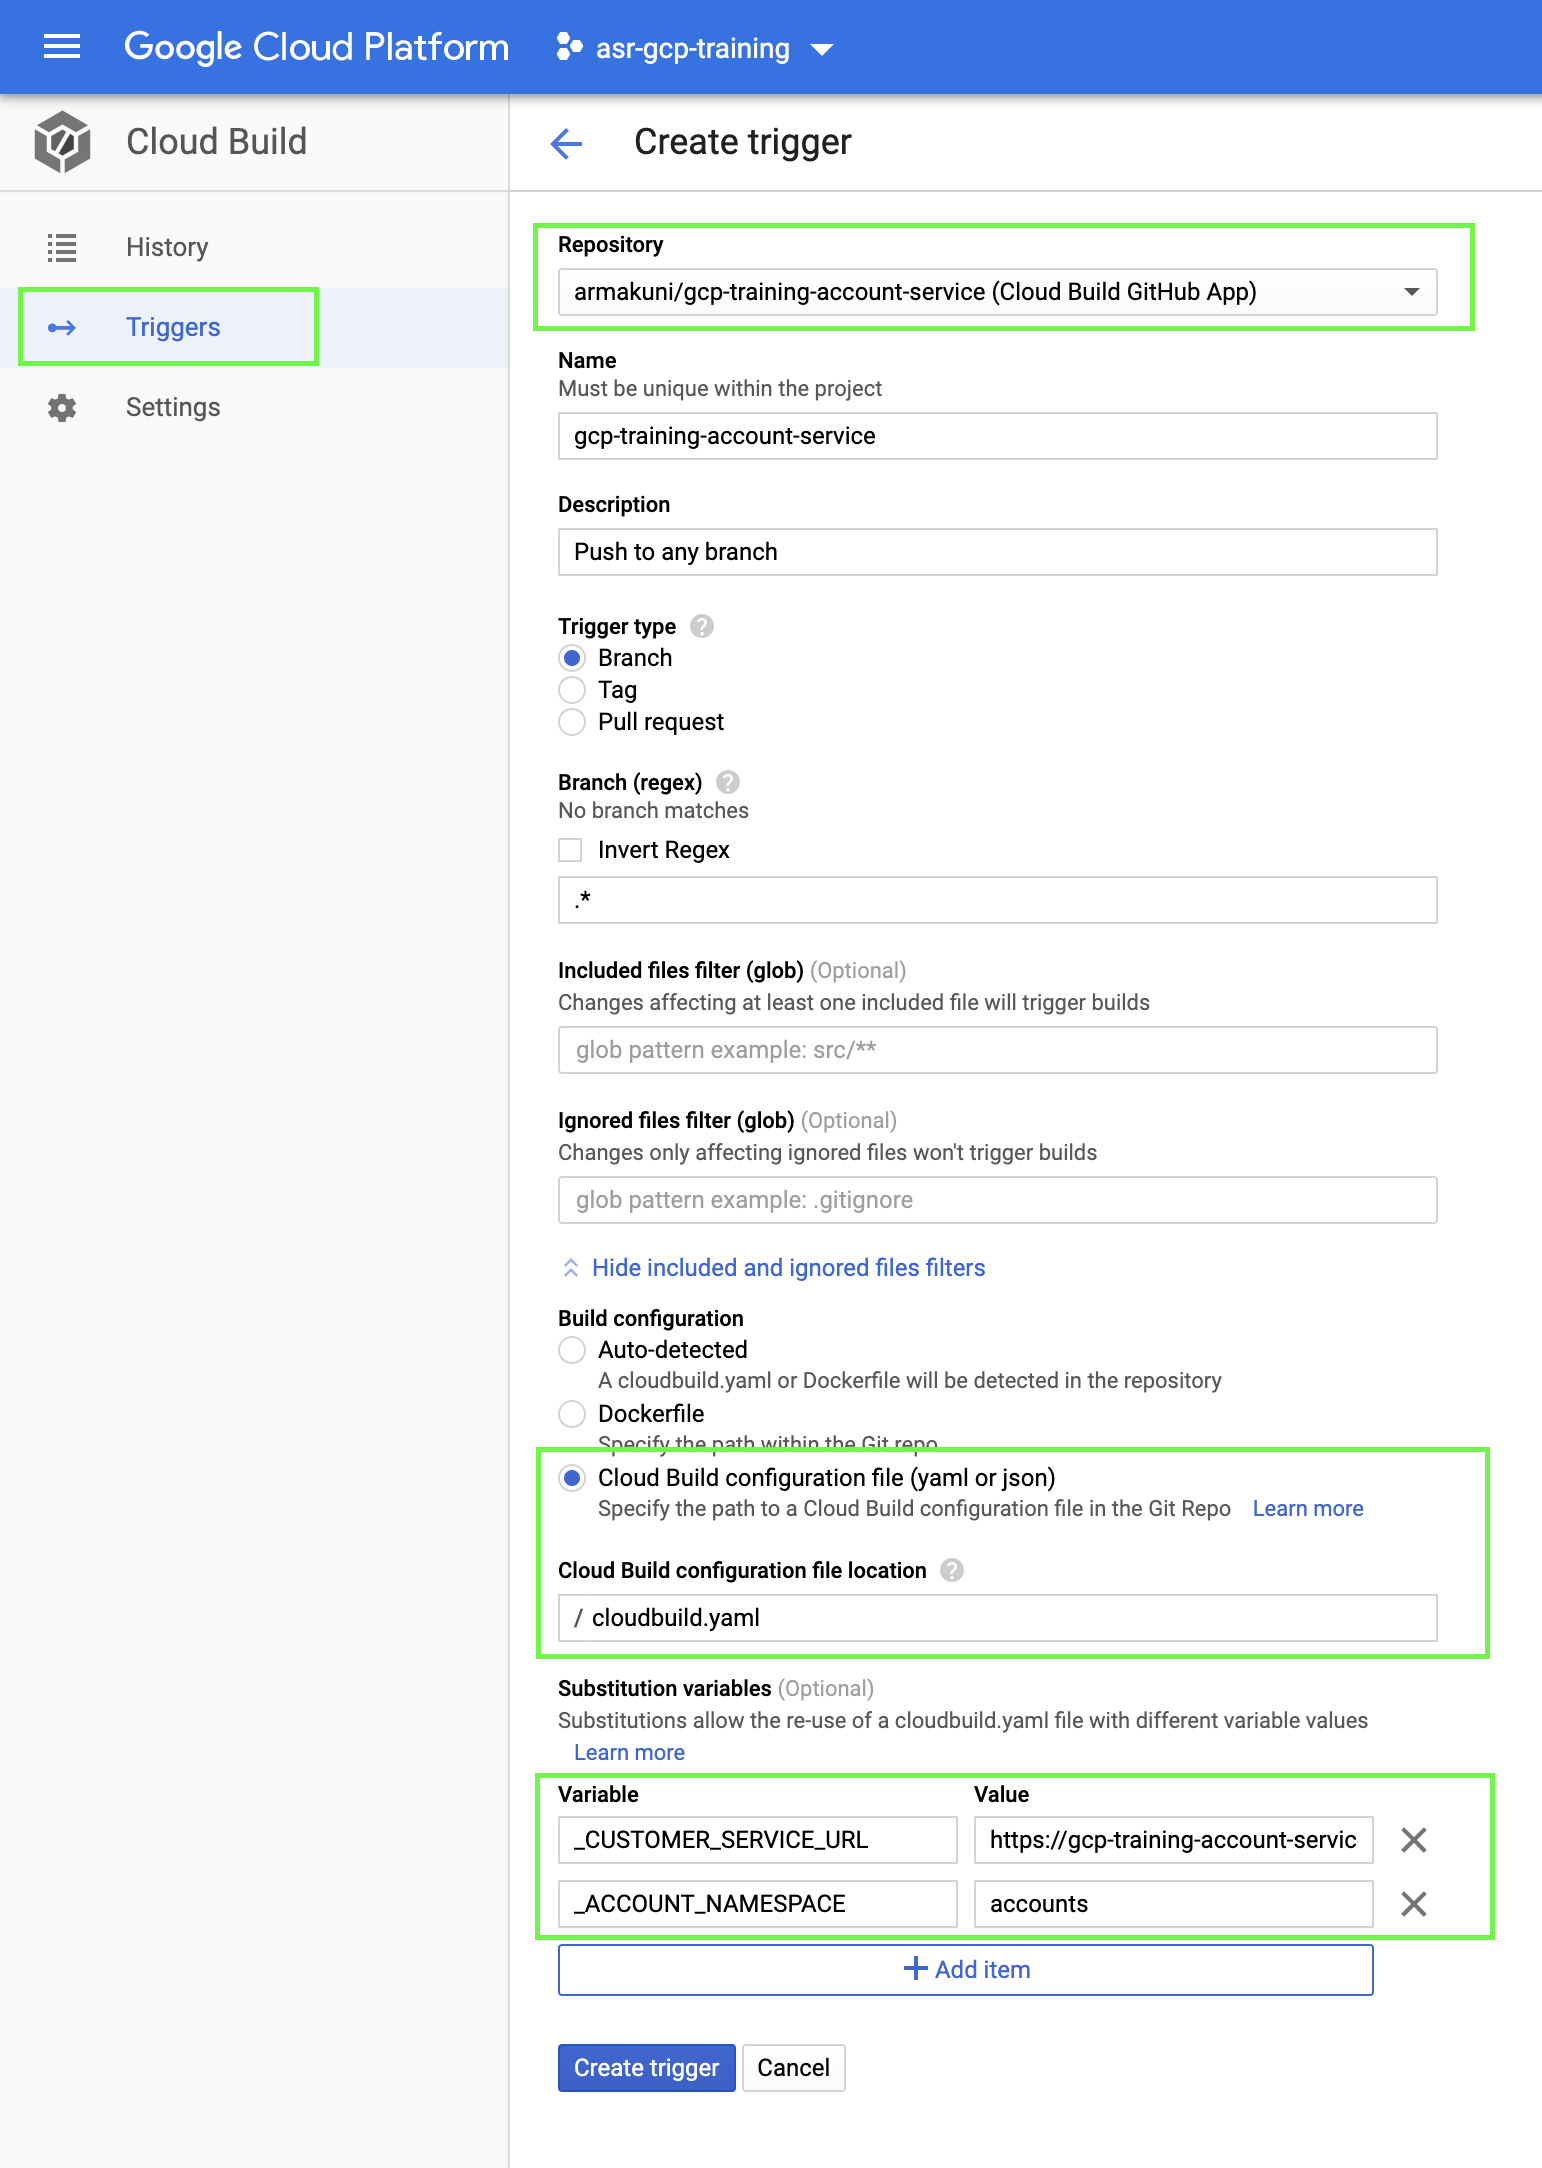 Google Cloud Platform
asr-gcp-training
Cloud Build
Create trigger
History
Triggers
Settings
Repository
armakuni/gcp-training-account-service (Cloud Build GitHub App)
Name
Must be unique within the project
gcp-training-account-service
Description
Push to any branch
Trigger type ?
Branch
Tag
Pull request
Branch (regex) ?
No branch matches
Invert Regex
.*
Included files filter (glob) (Optional)
Changes affecting at least one included file will trigger builds
glob pattern example: src/**
Ignored files filter (glob) (Optional)
Changes only affecting ignored files won't trigger builds
glob pattern example: .gitignore
Hide included and ignored files filters
Build configuration
Auto-detected
A cloudbuild.yaml or Dockerfile will be detected in the repository
Dockerfile
Specify the path within the Git repo
Cloud Build configuration file (yaml or json)
Specify the path to a Cloud Build configuration file in the Git Repo Learn more
Cloud Build configuration file location ?
/ cloudbuild.yaml
Substitution variables (Optional)
Substitutions allow the re-use of a cloudbuild.yaml file with different variable values
Learn more
Variable Value
_CUSTOMER_SERVICE_URL https://gcp-training-account-servic
_ACCOUNT_NAMESPACE accounts
+ Add item
Create trigger Cancel